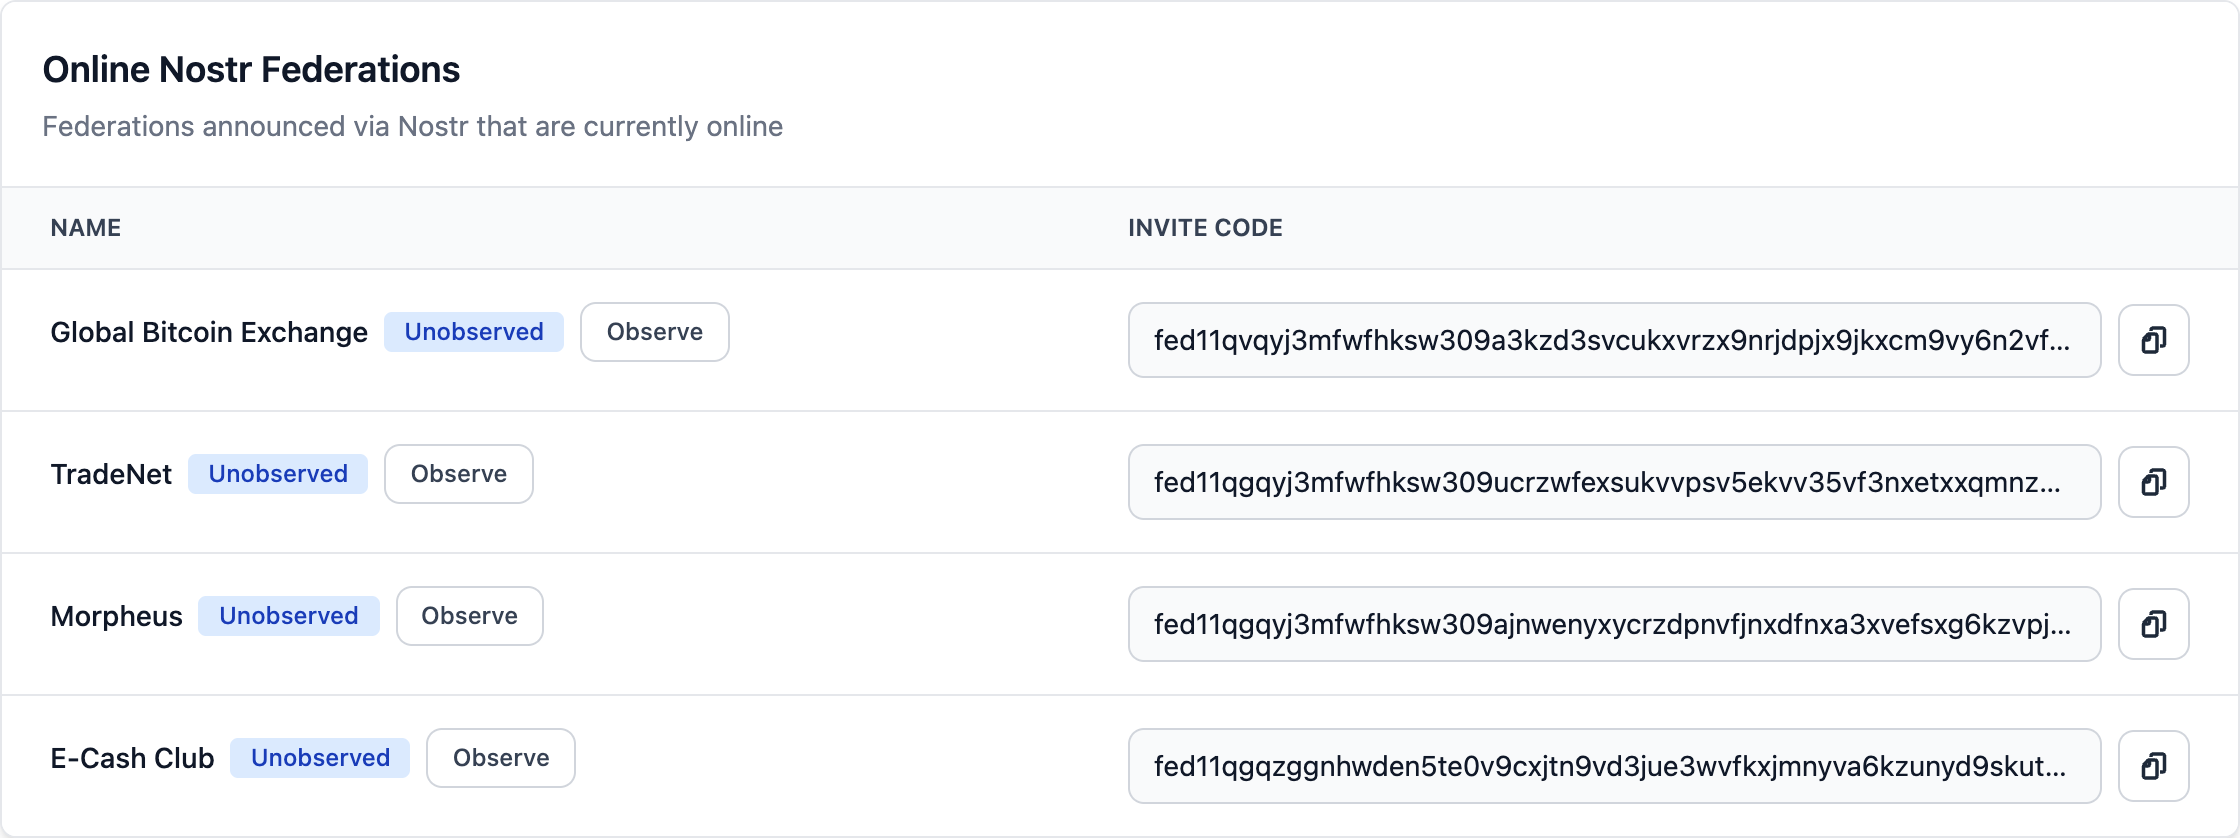 Online Nostr Federations
Federations announced via Nostr that are currently online
NAME INVITE CODE
Global Bitcoin Exchange Unobserved Observe fed11qvqyj3mfwfhksw309a3kzd3svcukxvrzx9nrjdpjx9jkxcm9vy6n2vf...
TradeNet Unobserved Observe fed11qgqyj3mfwfhksw309ucrzwfexsukvvpsv5ekvv35vf3nxetxxqmnz...
Morpheus Unobserved Observe fed11qgqyj3mfwfhksw309ajnwenyxycrzdpnvfjnxdfnxa3xvefsxg6kzvpj...
E-Cash Club Unobserved Observe fed11qgqzggnhwden5te0v9cxjtn9vd3jue3wvfkxjmnyva6kzunyd9skut...